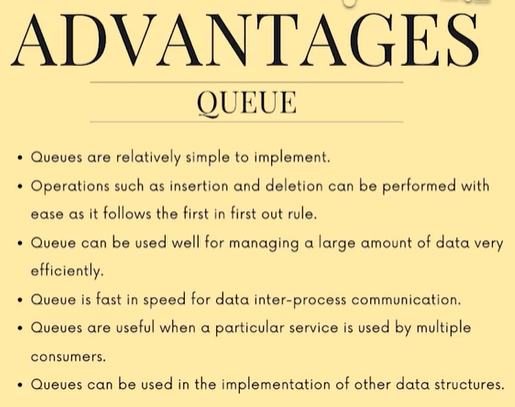 ADVANTAGES
QUEUE
• Queues are relatively simple to implement.
• Operations such as insertion and deletion can be performed with
ease as it follows the first in first out rule.
• Queue can be used well for managing a large amount of data very
efficiently.
• Queue is fast in speed for data inter-process communication.
• Queues are useful when a particular service is used by multiple
consumers.
• Queues can be used in the implementation of other data structures.